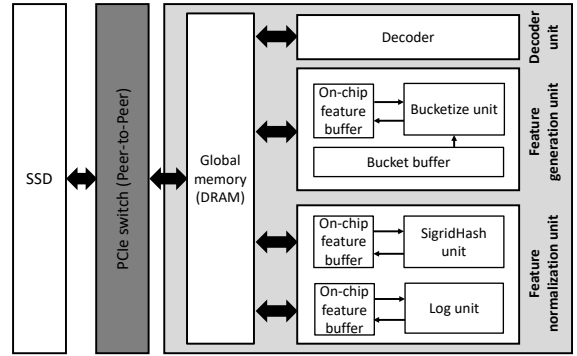 SSD
PCIe switch (Peer-to-Peer)
Global
memory
(DRAM)
Decoder
Decoder
unit
On-chip
feature
buffer
Bucketize unit
Bucket buffer
Feature
generation unit
On-chip
feature
buffer
SigridHash
unit
On-chip
feature
buffer
Log unit
Feature
normalization unit